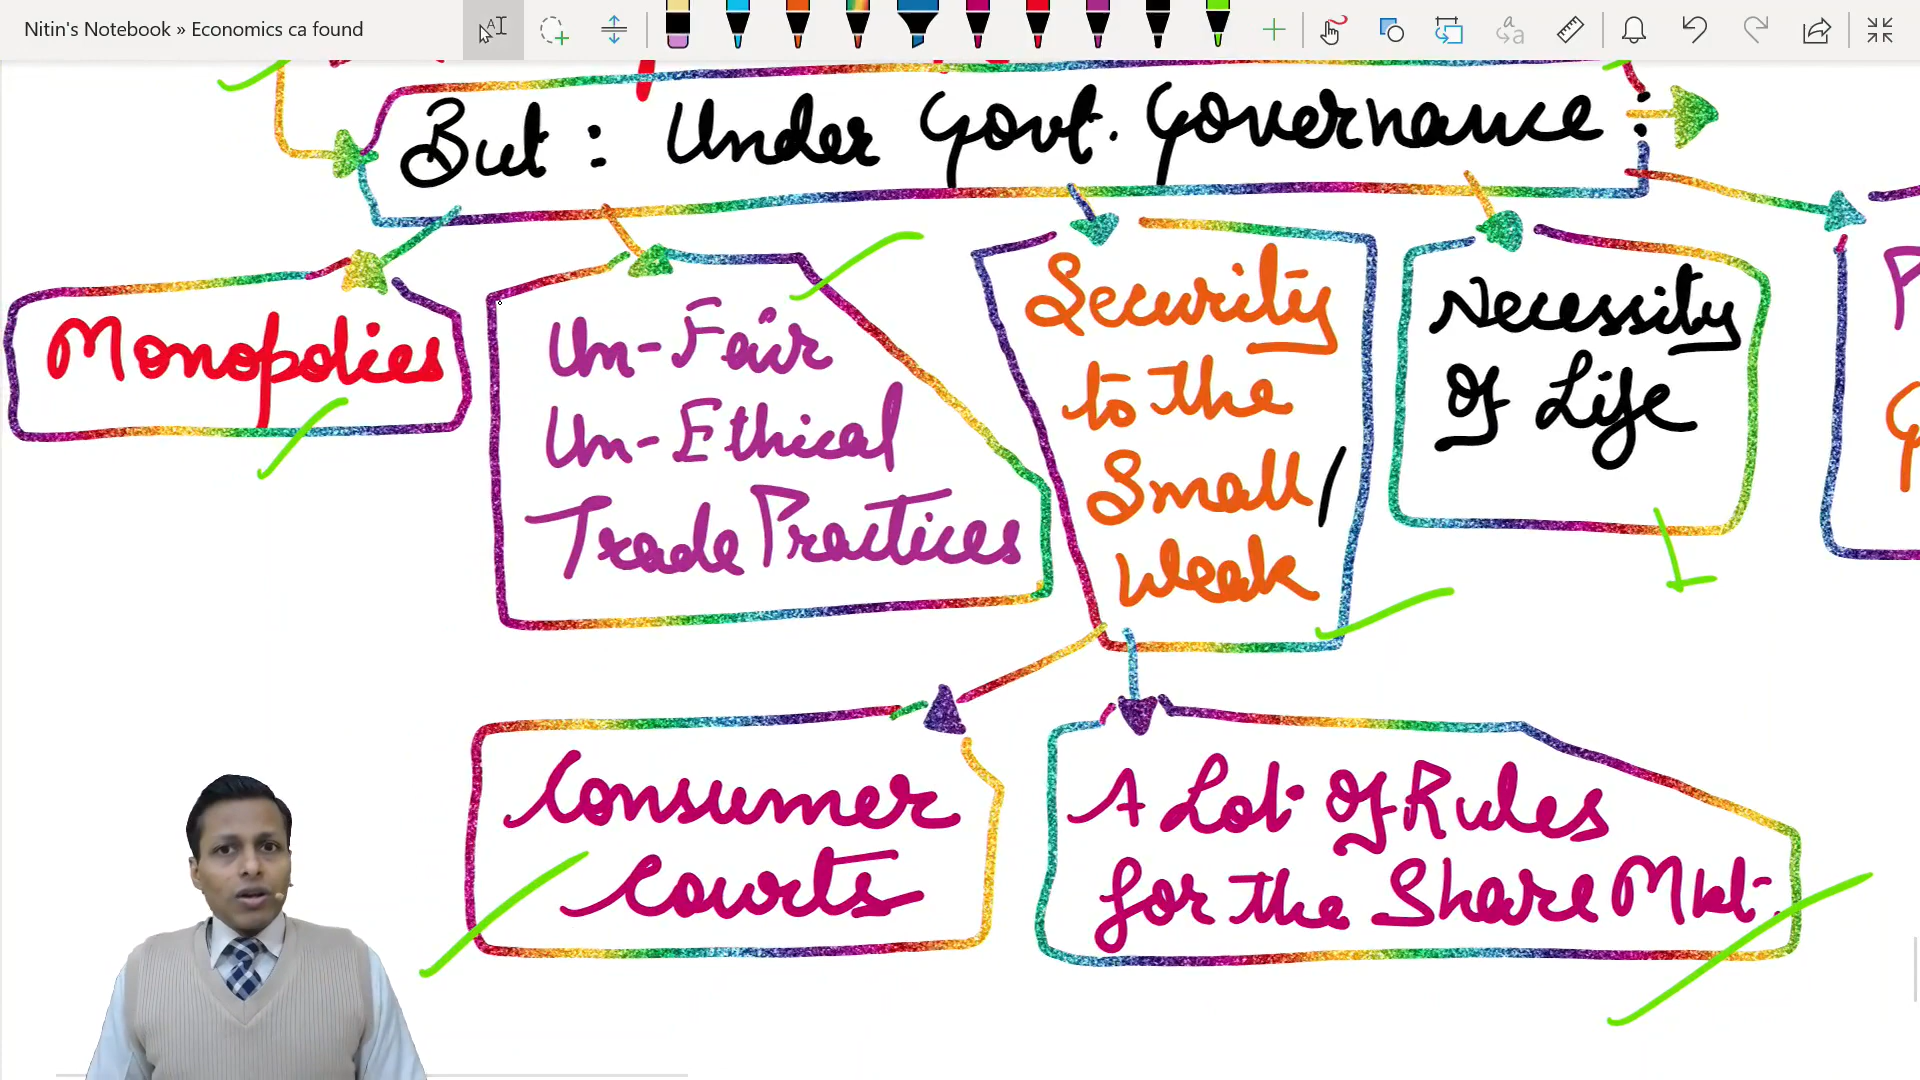 Nitin's Notebook » Economics ca found
But : Under Govt. Governance :
Monopolies
Un-Fair
Un-Ethical
Trade Practices
Security
to the
Small/
Weak
Necessity
Of Life
Consumer
Courts
A Lot Of Rules
for the Share Mkt.